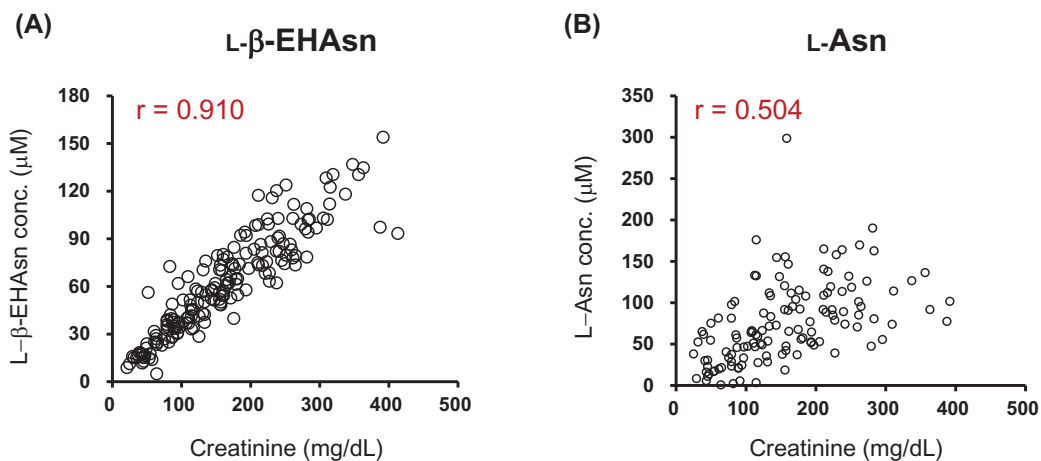 (A)
L-β-EHAsn
r = 0.910
L–β-EHAsn conc. (μM)
180
150
120
90
60
30
0
0 100 200 300 400 500
Creatinine (mg/dL)
(B)
L-Asn
r = 0.504
L–Asn conc. (μM)
350
300
250
200
150
100
50
0
0 100 200 300 400 500
Creatinine (mg/dL)